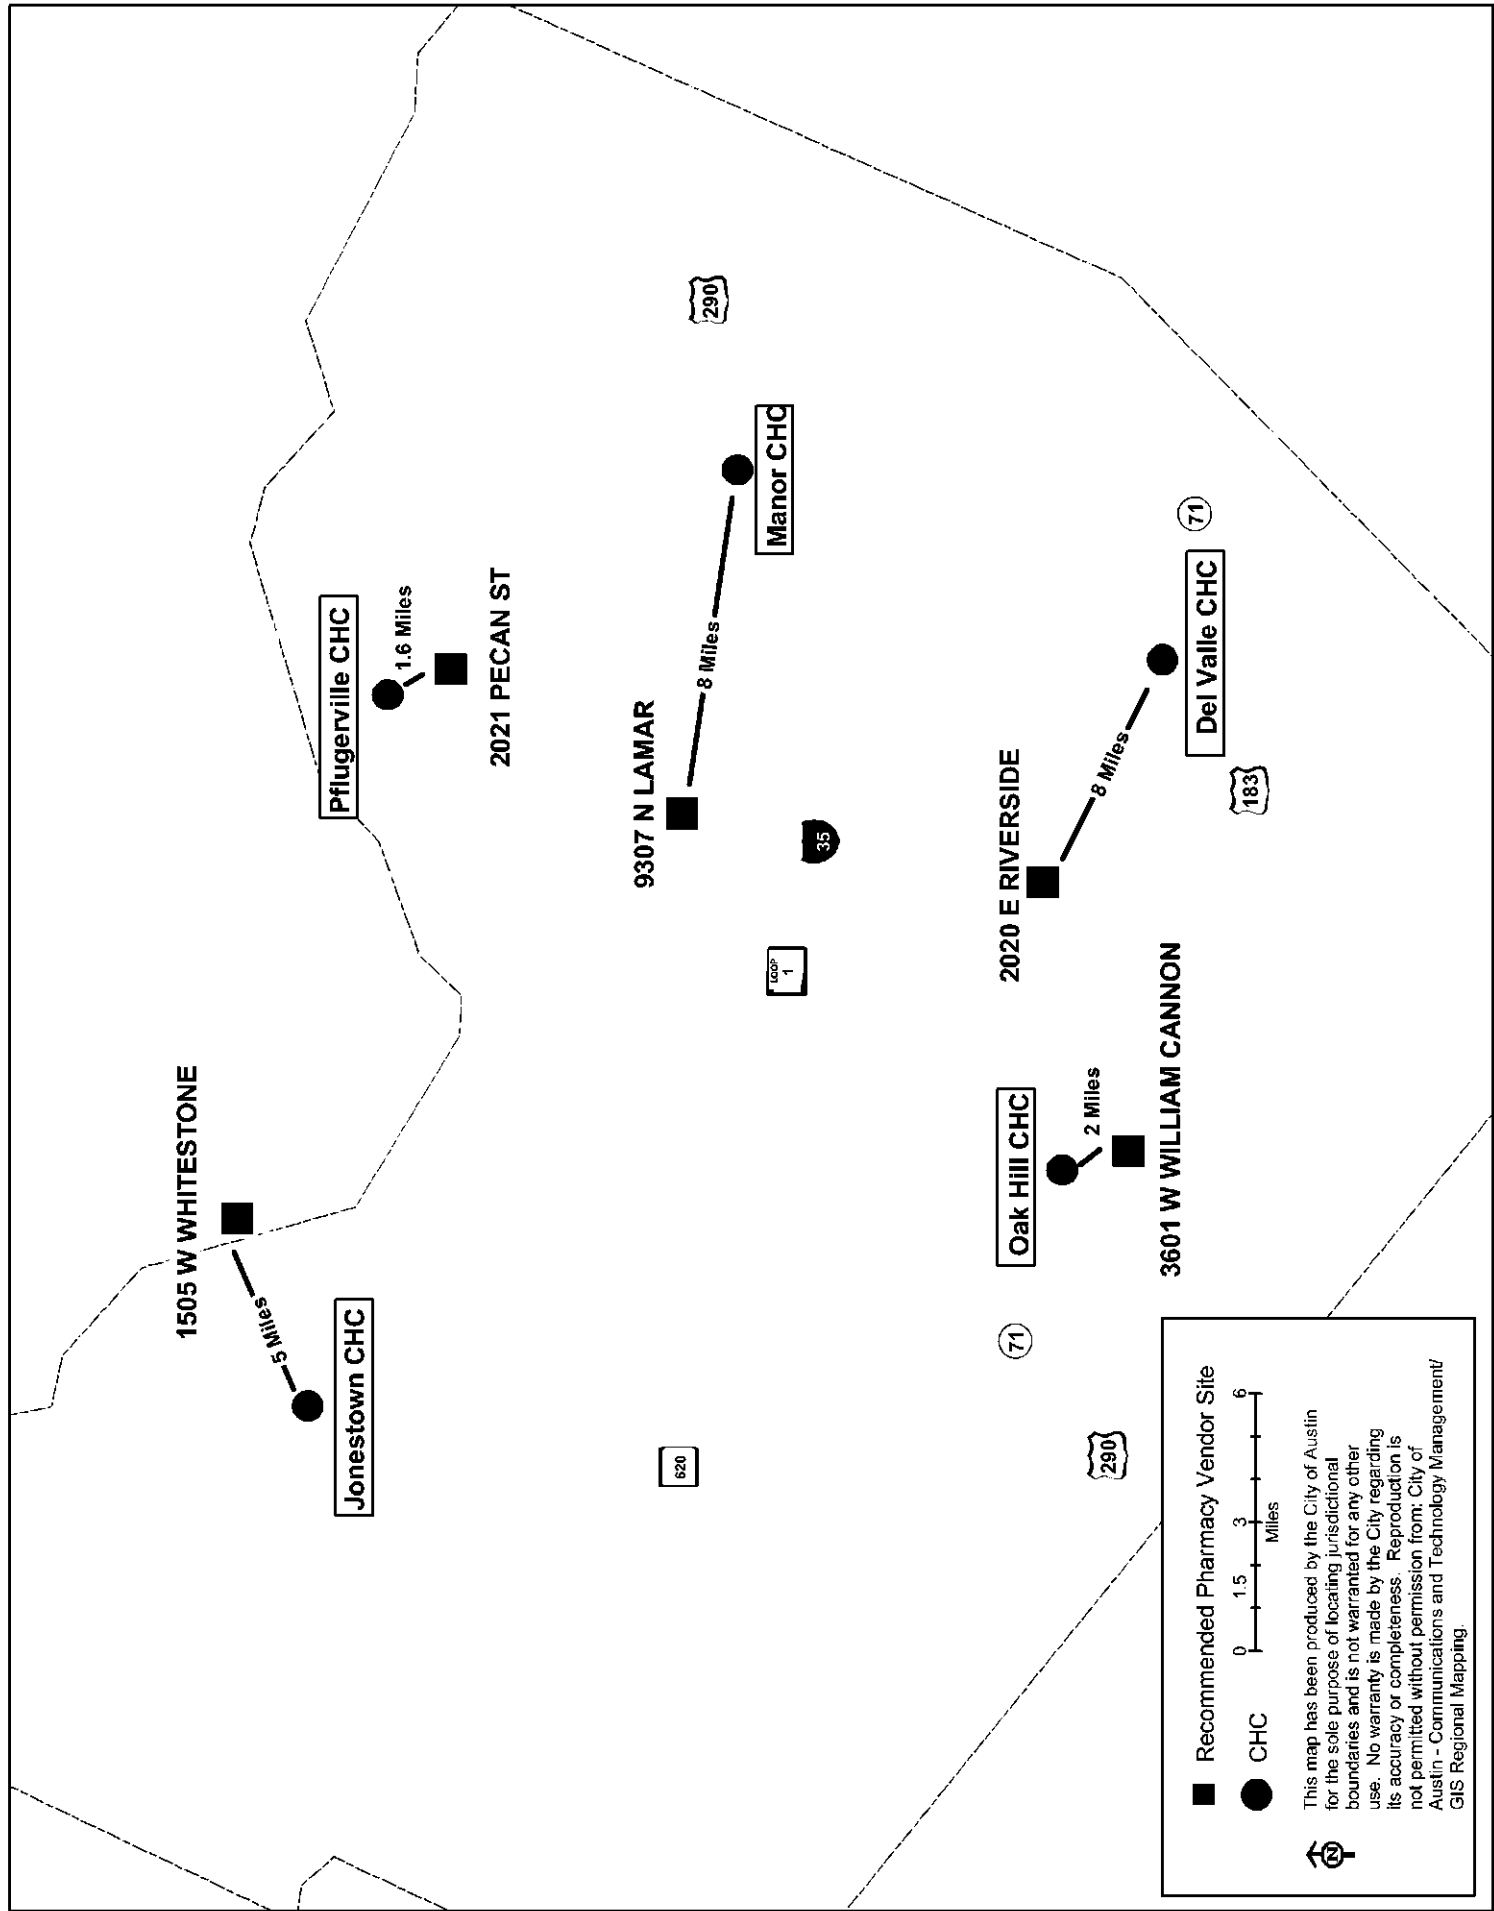 1505 W WHITESTONE
5 Miles
Jonestown CHC
Pflugerville CHC
1.6 Miles
2021 PECAN ST
9307 N LAMAR
8 Miles
Manor CHC
290
620
LOOP
1
35
2020 E RIVERSIDE
8 Miles
Del Valle CHC
71
183
Oak Hill CHC
2 Miles
3601 W WILLIAM CANNON
71
290
Recommended Pharmacy Vendor Site
CHC
0 1.5 3 6
Miles
N
This map has been produced by the City of Austin
for the sole purpose of locating jurisdictional
boundaries and is not warranted for any other
use. No warranty is made by the City regarding
its accuracy or completeness. Reproduction is
not permitted without permission from: City of
Austin - Communications and Technology Management/
GIS Regional Mapping.